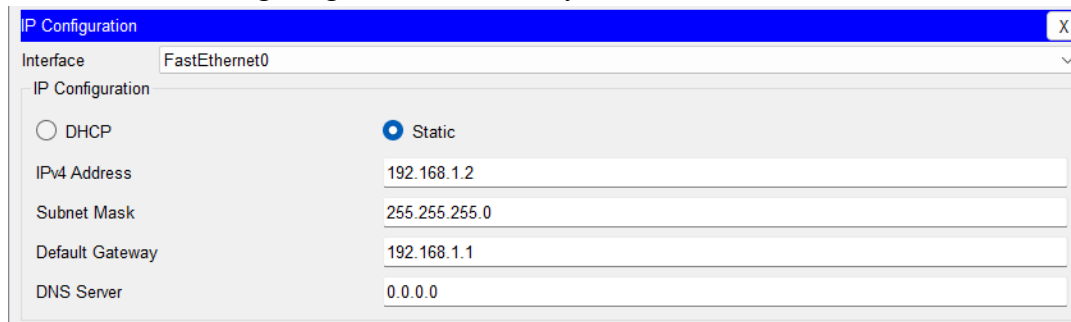 IP Configuration X
Interface FastEthernet0
IP Configuration
DHCP Static
IPv4 Address 192.168.1.2
Subnet Mask 255.255.255.0
Default Gateway 192.168.1.1
DNS Server 0.0.0.0